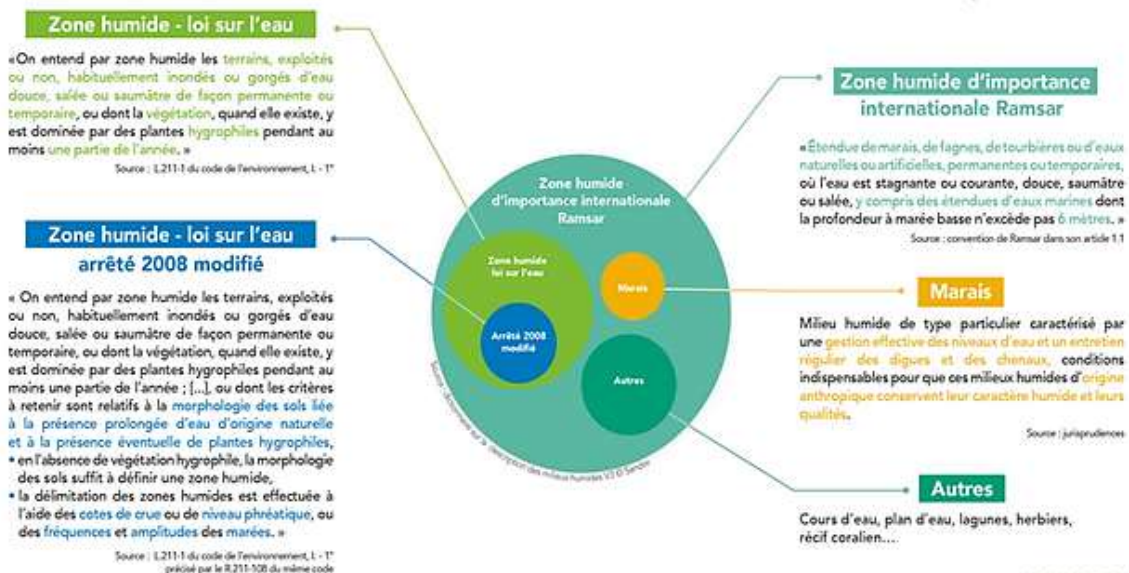 Zone humide - loi sur l'eau
«On entend par zone humide les terrains, exploités
ou non, habituellement inondés ou gorgés d'eau
douce, salée ou saumâtre de façon permanente ou
temporaire, ou dont la végétation, quand elle existe, y
est dominée par des plantes hygrophiles pendant au
moins une partie de l'année. »
Source : L.211-1 du code de l'environnement, I. - 1°
Zone humide - loi sur l'eau
arrêté 2008 modifié
« On entend par zone humide les terrains, exploités
ou non, habituellement inondés ou gorgés d'eau
douce, salée ou saumâtre de façon permanente ou
temporaire, ou dont la végétation, quand elle existe, y
est dominée par des plantes hygrophiles pendant au
moins une partie de l'année ; [...], ou dont les critères
à retenir sont relatifs à la morphologie des sols liée
à la présence prolongée d'eau d'origine naturelle
et à la présence éventuelle de plantes hygrophiles,
• en l'absence de végétation hygrophile, la morphologie
des sols suffit à définir une zone humide,
• la délimitation des zones humides est effectuée à
l'aide des cotes de crue ou de niveau phréatique, ou
des fréquences et amplitudes des marées. »
Source : L.211-1 du code de l'environnement, I. - 1°
précisé par le R.211-108 du même code
Zone humide
d'importance internationale
Ramsar
Zone humide
loi sur l'eau
Arrêté 2008
modifié
Marais
Autres
description des milieux humides V3 © Sandre
Zone humide d'importance
internationale Ramsar
«Étendue de marais, de fagnes, de tourbières ou d'eaux
naturelles ou artificielles, permanentes ou temporaires,
où l'eau est stagnante ou courante, douce, saumâtre
ou salée, y compris des étendues d'eaux marines dont
la profondeur à marée basse n'excède pas 6 mètres. »
Source : convention de Ramsar dans son article 1.1
Marais
Milieu humide de type particulier caractérisé par
une gestion effective des niveaux d'eau et un entretien
régulier des digues et des chenaux, conditions
indispensables pour que ces milieux humides d'origine
anthropique conservent leur caractère humide et leurs
qualités.
Source : jurisprudences
Autres
Cours d'eau, plan d'eau, lagunes, herbiers,
récif coralien...